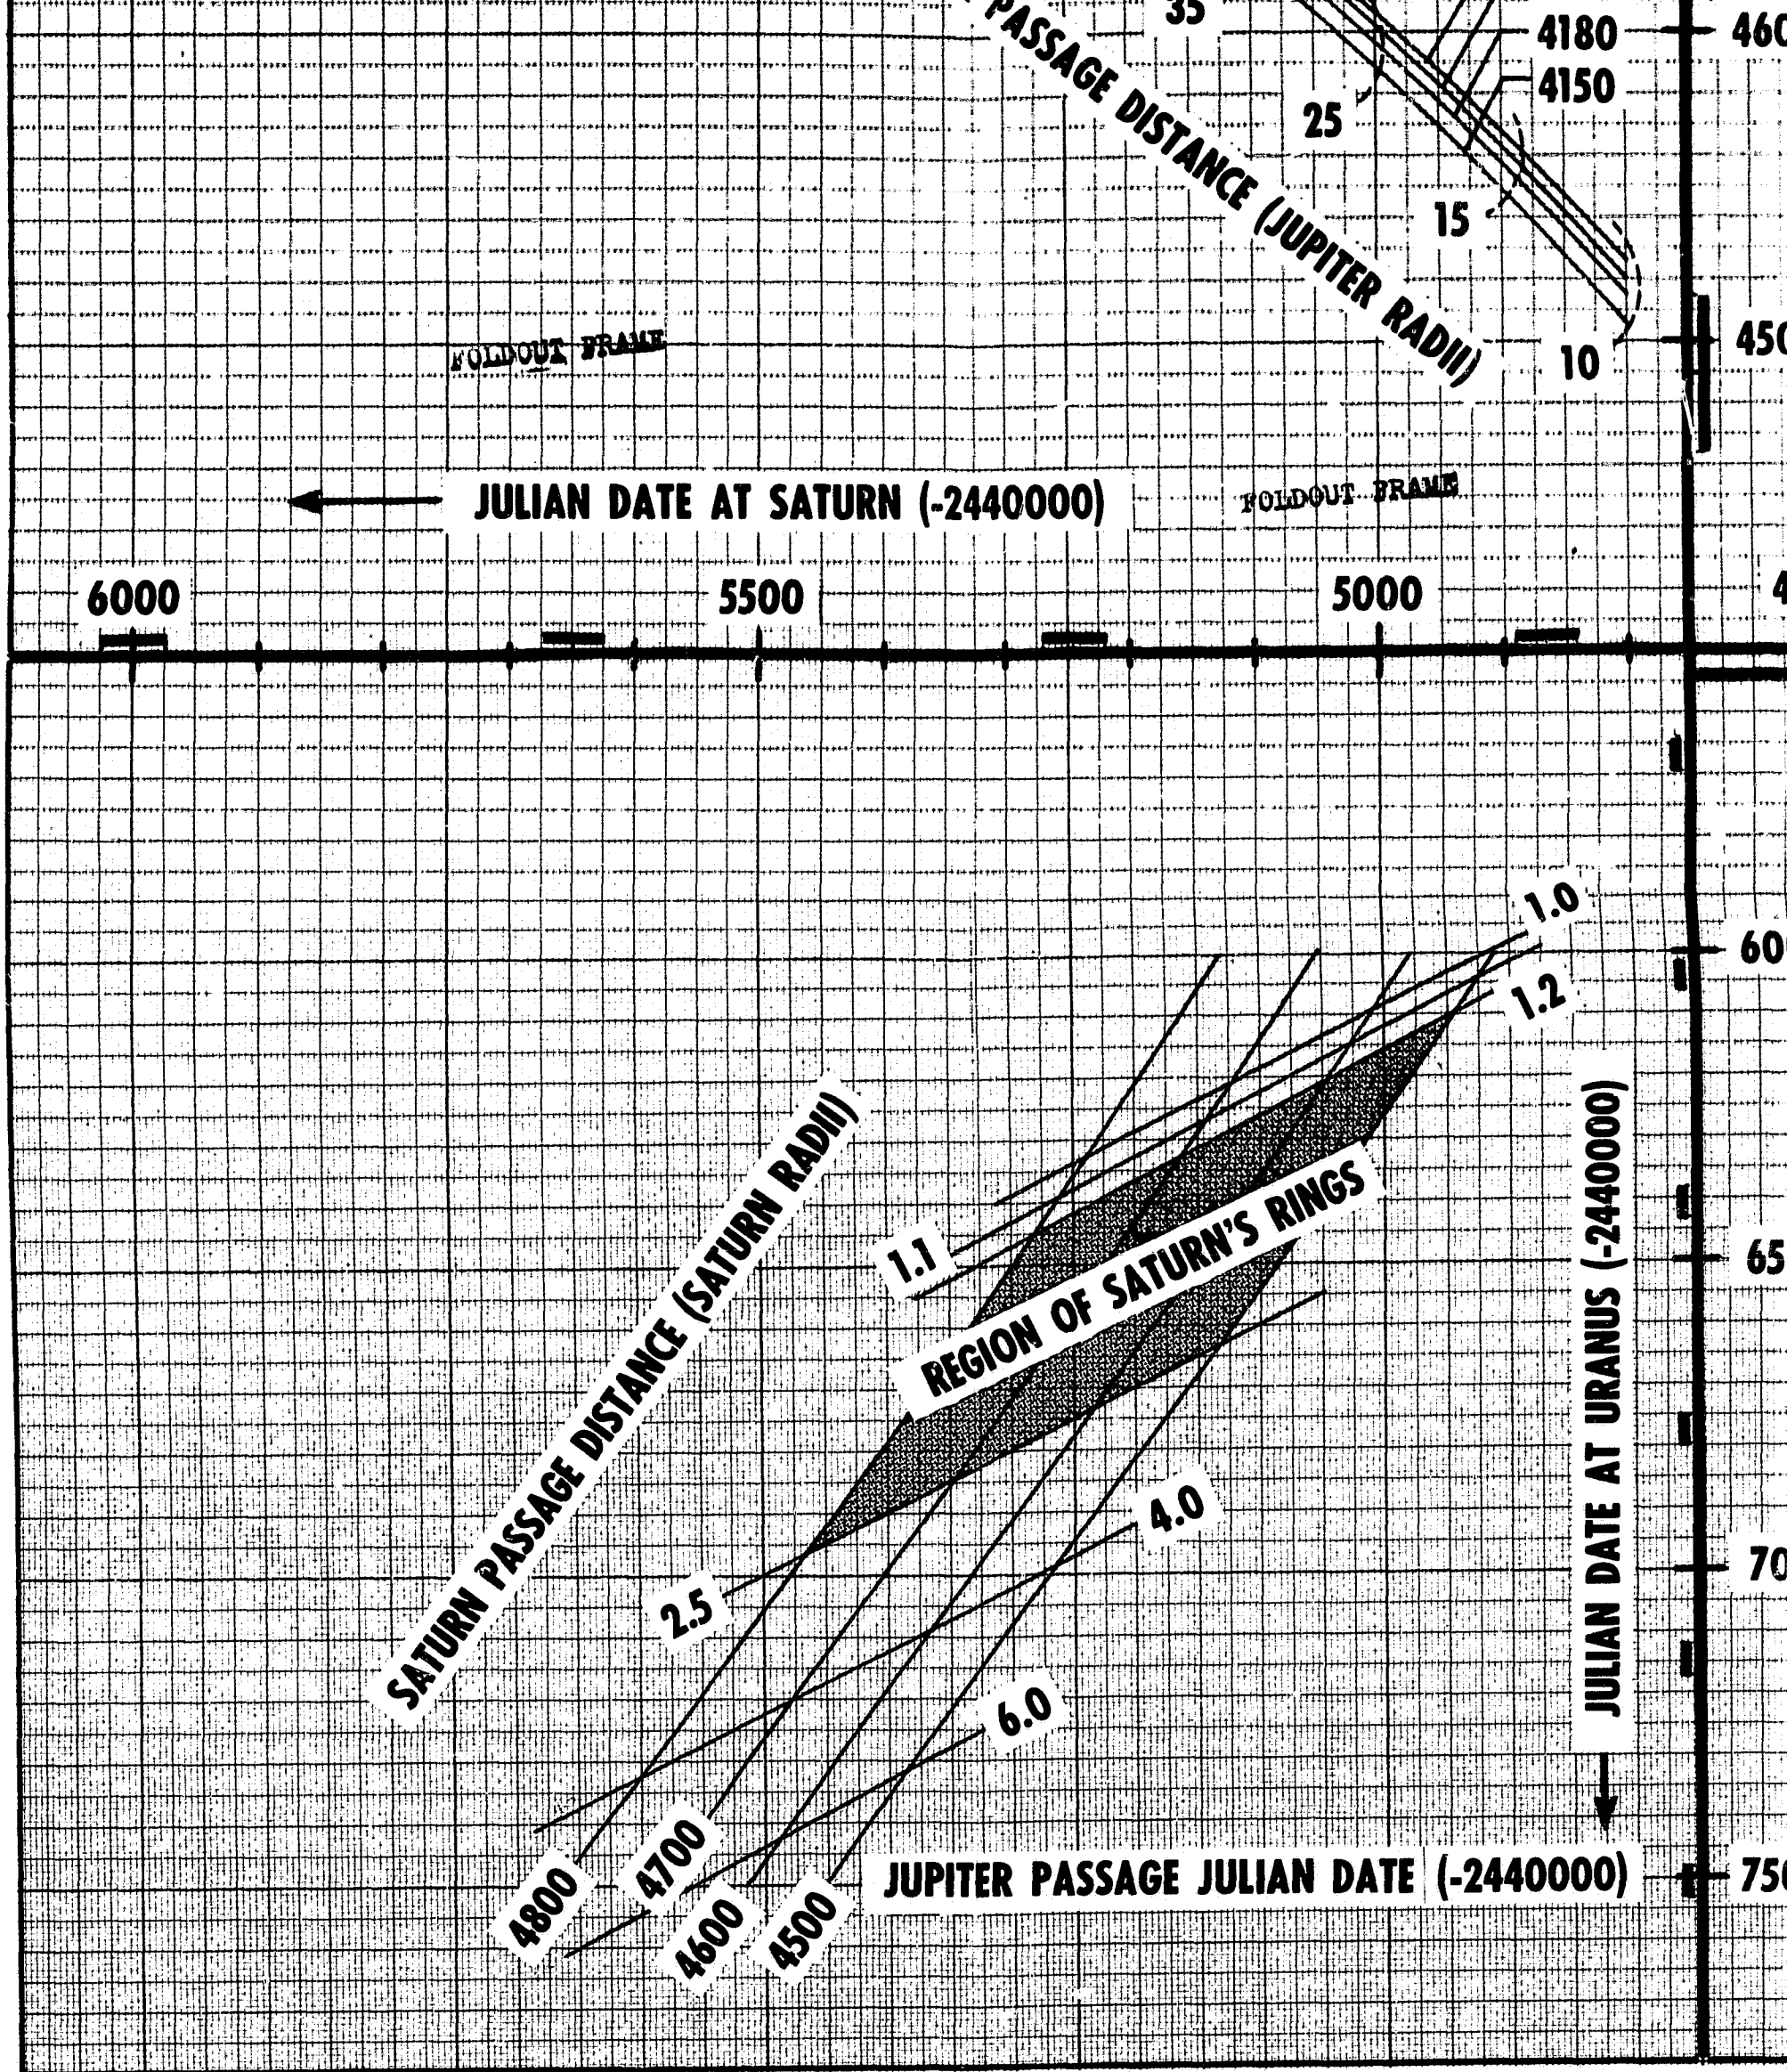 35
PASSAGE DISTANCE (JUPITER RADII)
4180
4150
25
15
10
FOLDOUT FRAME
JULIAN DATE AT SATURN (-2440000)
FOLDOUT FRAME
6000
5500
5000
1.0
1.2
SATURN PASSAGE DISTANCE (SATURN RADII)
1.1
REGION OF SATURN'S RINGS
JULIAN DATE AT URANUS (-2440000)
4.0
2.5
6.0
4800
4700
4600
4500
JUPITER PASSAGE JULIAN DATE (-2440000)